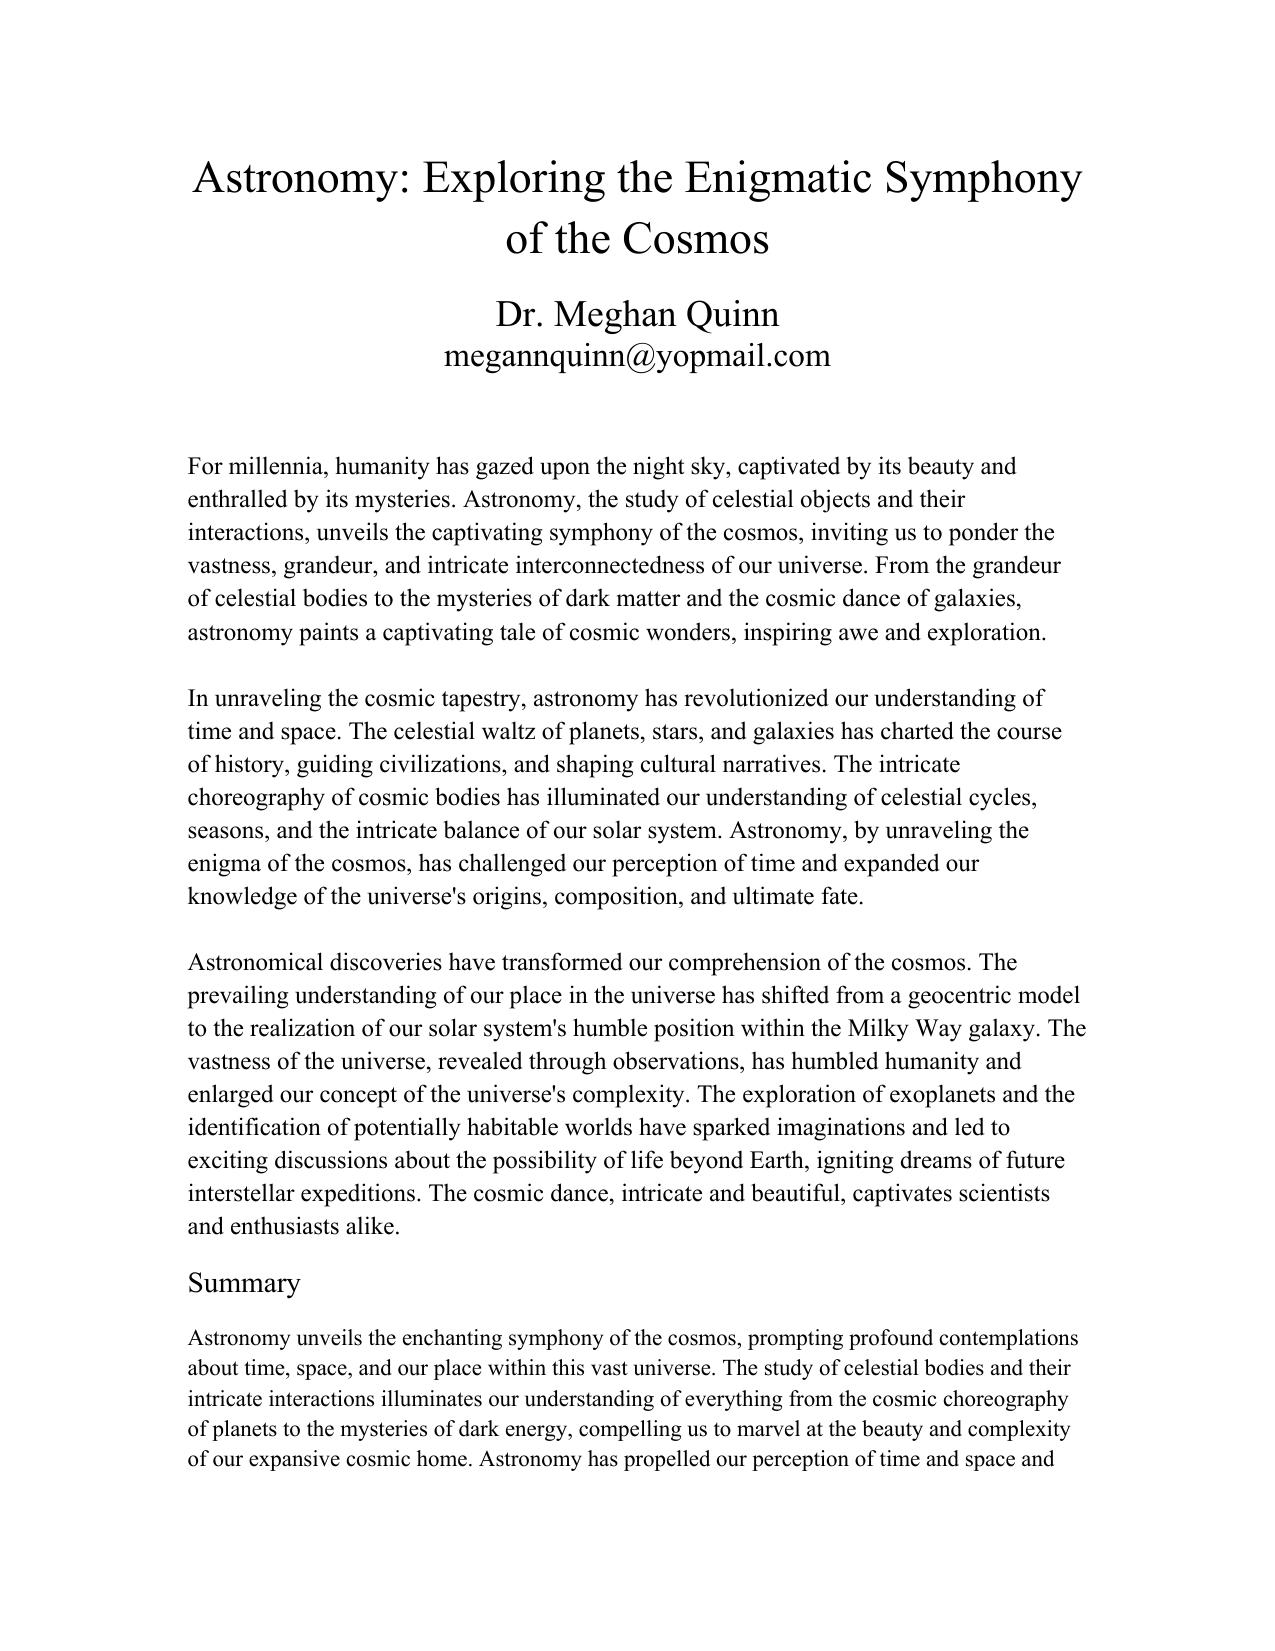 Astronomy: Exploring the Enigmatic Symphony
of the Cosmos
Dr. Meghan Quinn
megannquinn@yopmail.com
For millennia, humanity has gazed upon the night sky, captivated by its beauty and
enthralled by its mysteries. Astronomy, the study of celestial objects and their
interactions, unveils the captivating symphony of the cosmos, inviting us to ponder the
vastness, grandeur, and intricate interconnectedness of our universe. From the grandeur
of celestial bodies to the mysteries of dark matter and the cosmic dance of galaxies,
astronomy paints a captivating tale of cosmic wonders, inspiring awe and exploration.
In unraveling the cosmic tapestry, astronomy has revolutionized our understanding of
time and space. The celestial waltz of planets, stars, and galaxies has charted the course
of history, guiding civilizations, and shaping cultural narratives. The intricate
choreography of cosmic bodies has illuminated our understanding of celestial cycles,
seasons, and the intricate balance of our solar system. Astronomy, by unraveling the
enigma of the cosmos, has challenged our perception of time and expanded our
knowledge of the universe's origins, composition, and ultimate fate.
Astronomical discoveries have transformed our comprehension of the cosmos. The
prevailing understanding of our place in the universe has shifted from a geocentric model
to the realization of our solar system's humble position within the Milky Way galaxy. The
vastness of the universe, revealed through observations, has humbled humanity and
enlarged our concept of the universe's complexity. The exploration of exoplanets and the
identification of potentially habitable worlds have sparked imaginations and led to
exciting discussions about the possibility of life beyond Earth, igniting dreams of future
interstellar expeditions. The cosmic dance, intricate and beautiful, captivates scientists
and enthusiasts alike.
Summary
Astronomy unveils the enchanting symphony of the cosmos, prompting profound contemplations
about time, space, and our place within this vast universe. The study of celestial bodies and their
intricate interactions illuminates our understanding of everything from the cosmic choreography
of planets to the mysteries of dark energy, compelling us to marvel at the beauty and complexity
of our expansive cosmic home. Astronomy has propelled our perception of time and space and